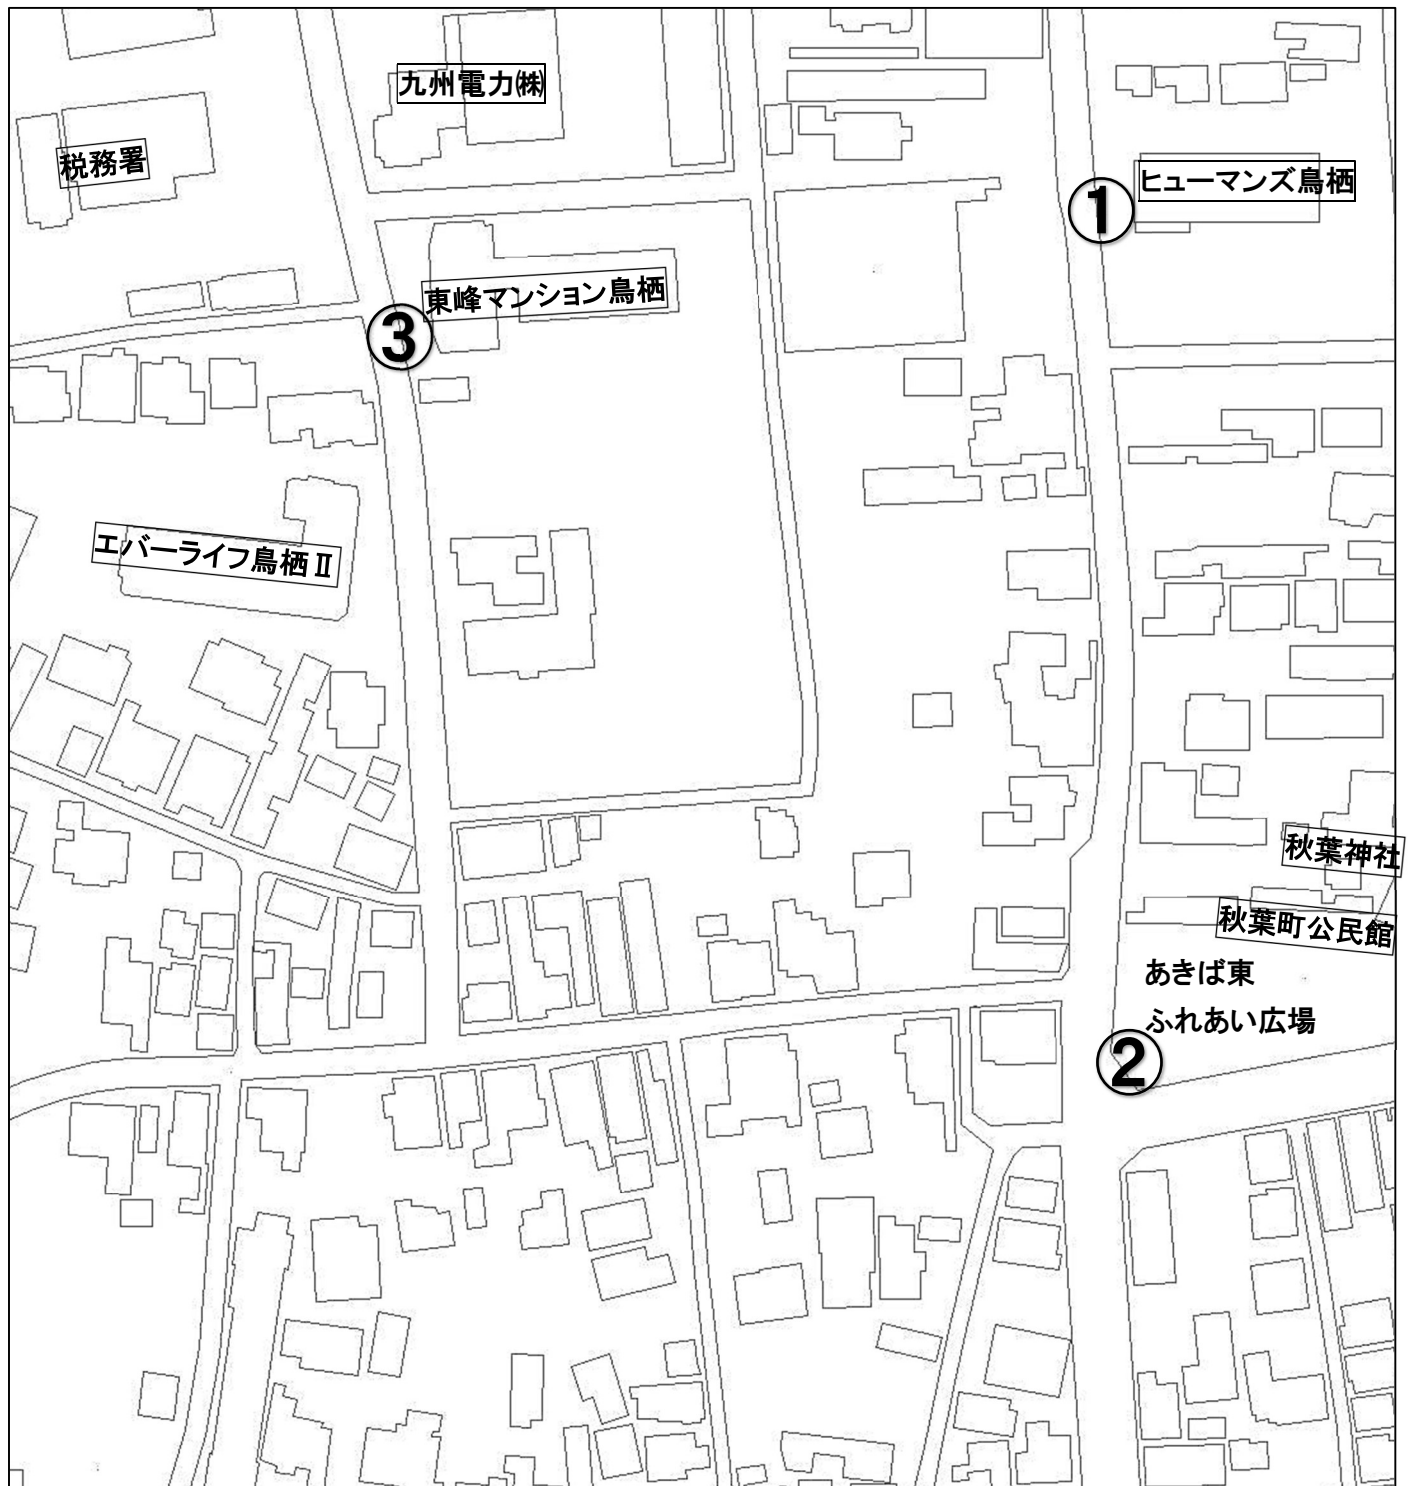 九州電力㈱
税務署
ヒューマンズ鳥栖
①
東峰マンション鳥栖
③
エバーライフ鳥栖Ⅱ
秋葉神社
秋葉町公民館
あきば東
ふれあい広場
②